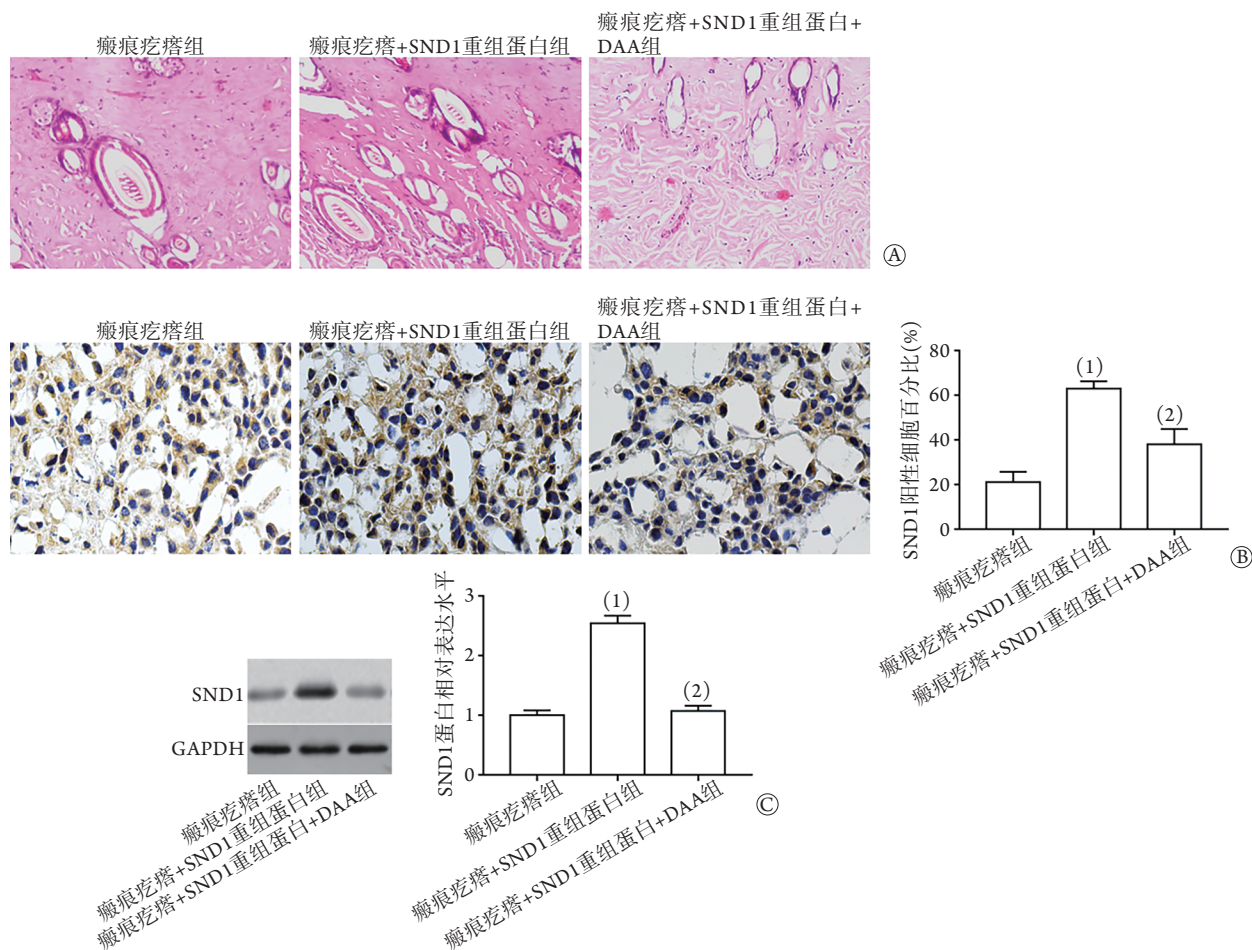 瘢痕疙瘩组
瘢痕疙瘩+SND1重组蛋白组
瘢痕疙瘩+SND1重组蛋白+
DAA组
Ⓐ
瘢痕疙瘩组
瘢痕疙瘩+SND1重组蛋白组
瘢痕疙瘩+SND1重组蛋白+
DAA组
SND1阳性细胞百分比(%)
80
60
40
20
0
(1)
(2)
瘢痕疙瘩组
瘢痕疙瘩+SND1重组蛋白组
瘢痕疙瘩+SND1重组蛋白+DAA组
Ⓑ
SND1
GAPDH
瘢痕疙瘩组
瘢痕疙瘩+SND1重组蛋白组
瘢痕疙瘩+SND1重组蛋白+DAA组
SND1蛋白相对表达水平
3
2
1
0
(1)
(2)
瘢痕疙瘩组
瘢痕疙瘩+SND1重组蛋白组
瘢痕疙瘩+SND1重组蛋白+DAA组
Ⓒ